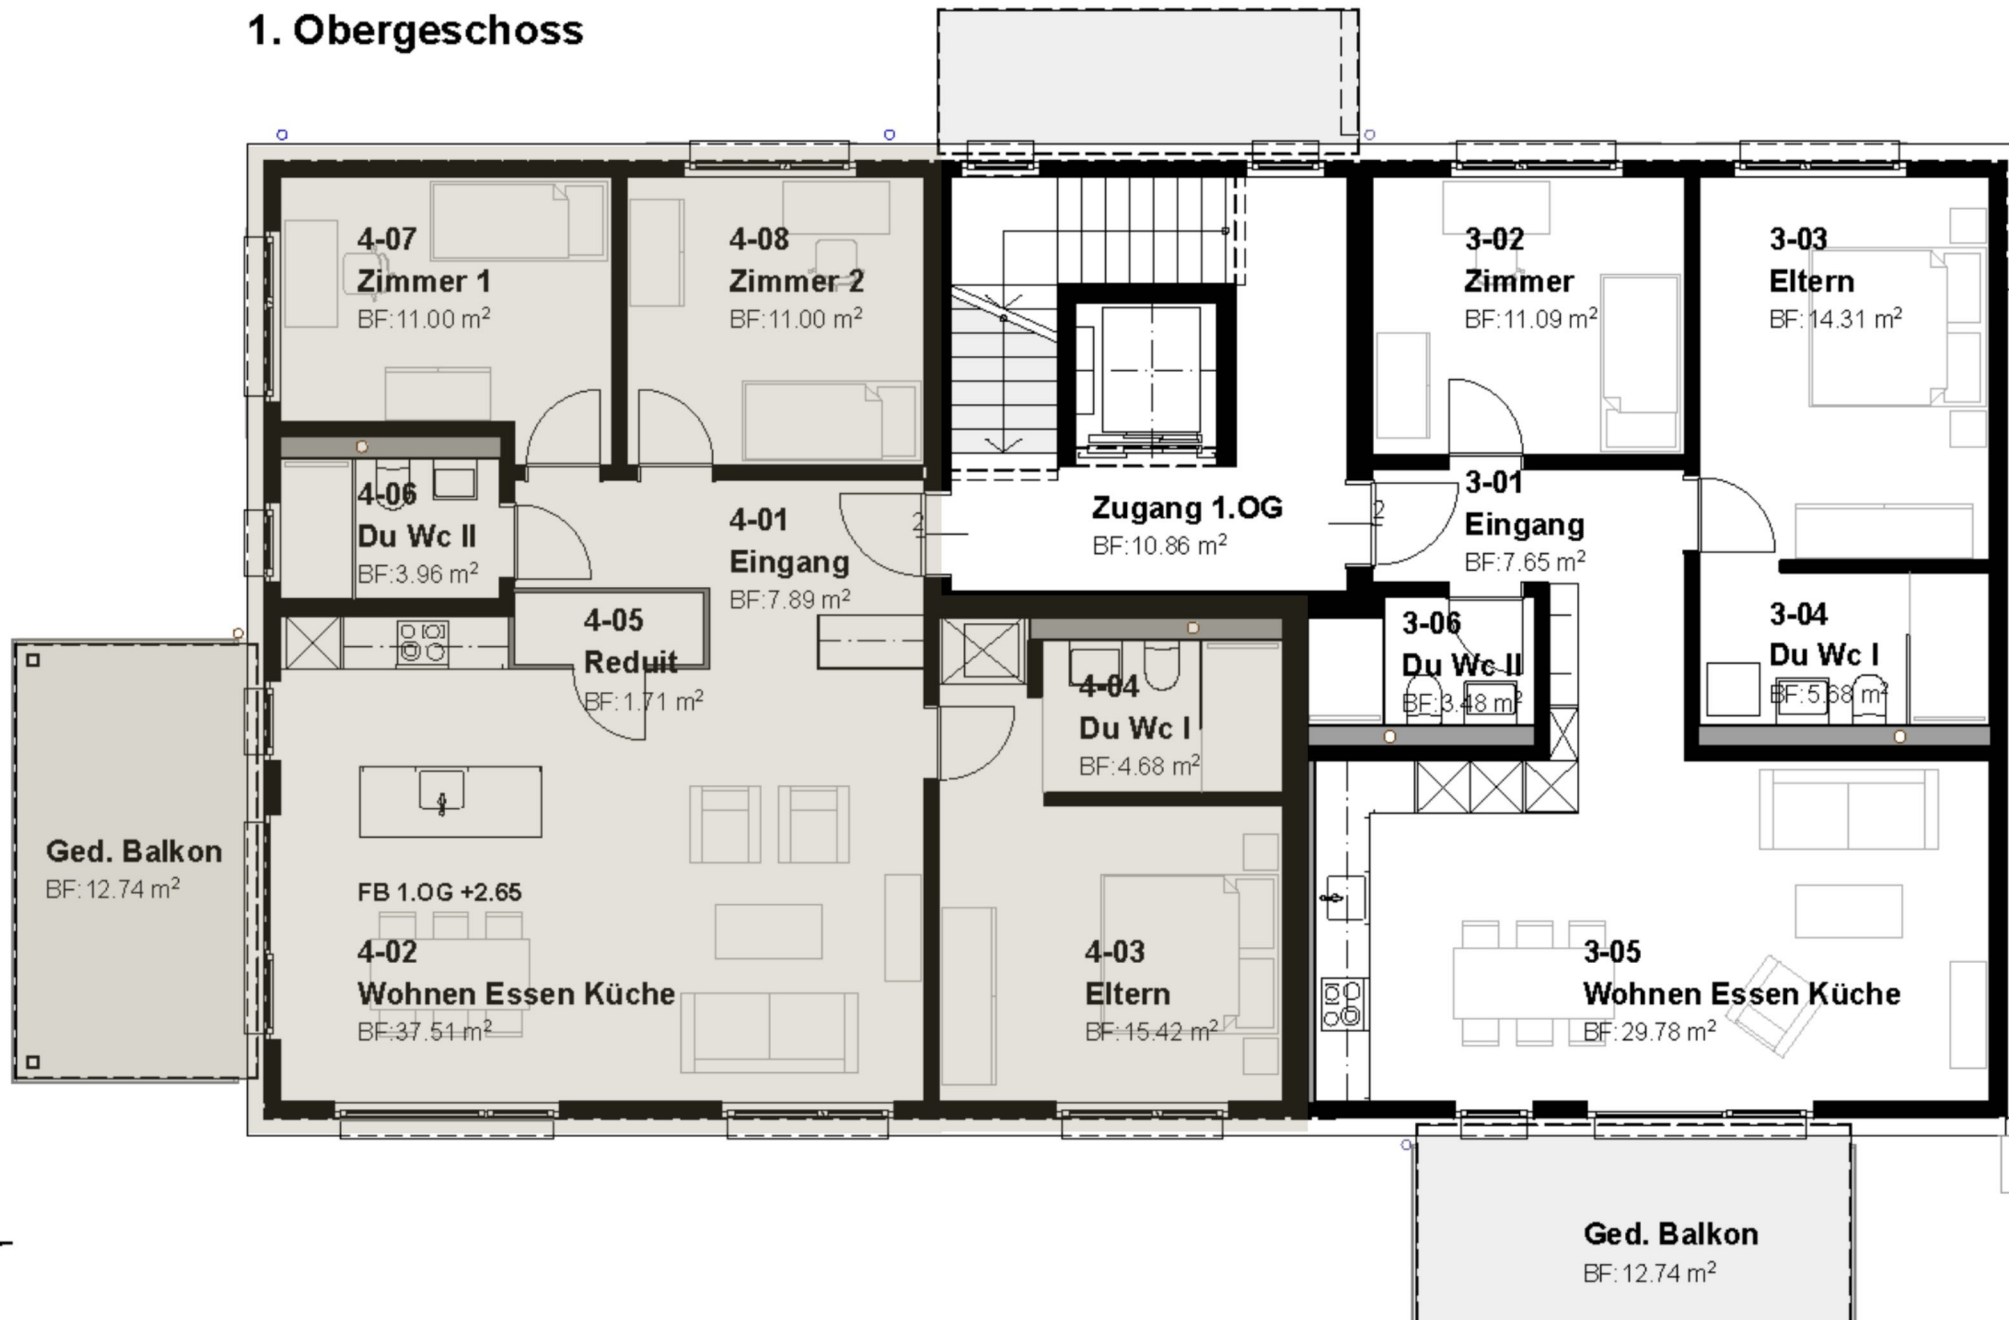 1. Obergeschoss
4-07
Zimmer 1
BF:11.00 m²
4-08
Zimmer 2
BF:11.00 m²
3-02
Zimmer
BF:11.09 m²
3-03
Eltern
BF:14.31 m²
4-06
Du Wc II
BF:3.96 m²
4-01
Eingang
BF:7.89 m²
2
Zugang 1.OG
BF:10.86 m²
2
3-01
Eingang
BF:7.65 m²
4-05
Reduit
BF:1.71 m²
4-04
Du Wc I
BF:4.68 m²
3-06
Du Wc II
BF:3.48 m²
3-04
Du Wc I
BF:5.68 m²
Ged. Balkon
BF:12.74 m²
FB 1.OG +2.65
4-02
Wohnen Essen Küche
BF:37.51 m²
4-03
Eltern
BF:15.42 m²
3-05
Wohnen Essen Küche
BF:29.78 m²
Ged. Balkon
BF:12.74 m²